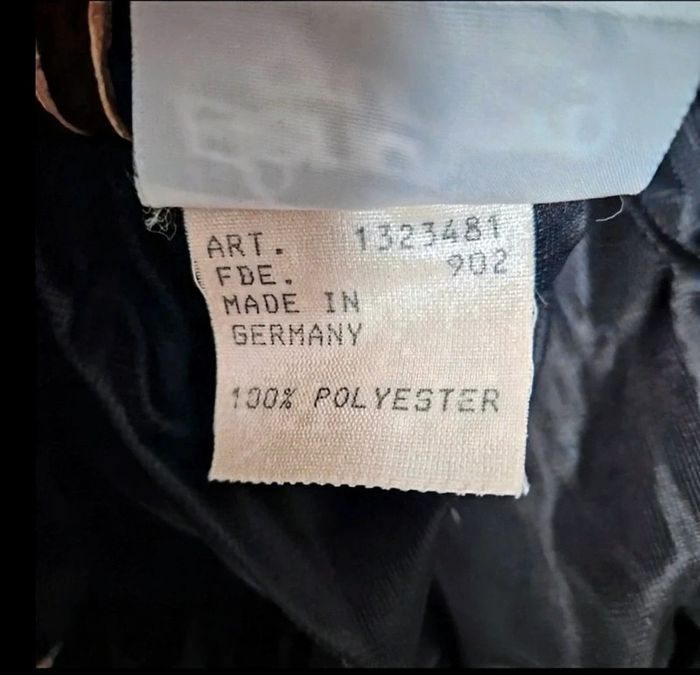 ART. 1323481
FDE. 902
MADE IN
GERMANY
100% POLYESTER